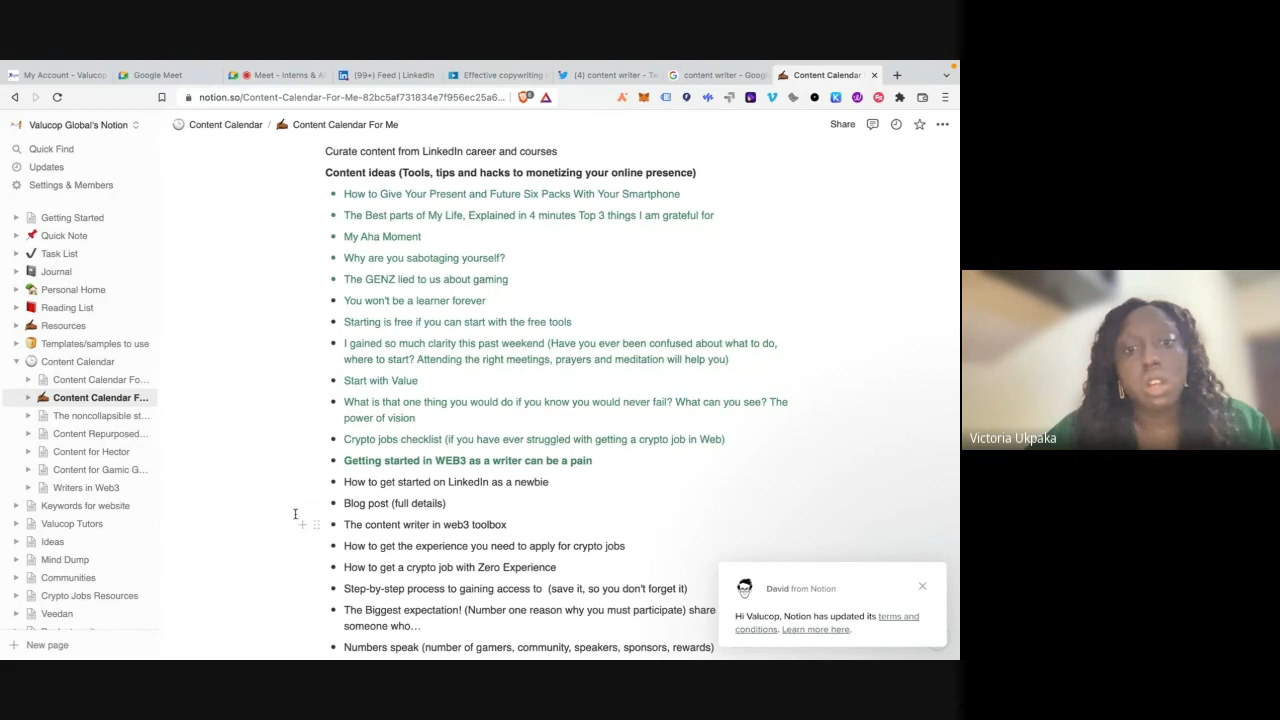 My Account - Valucop
Google Meet
Meet - Interns & A
(99+) Feed | LinkedIn
Effective copywriting
(4) content writer - Tw
content writer - Goog
Content Calendar
notion.so/Content-Calendar-For-Me-82bc5af731834e7f956ec25a6...
Valucop Global's Notion
Content Calendar / Content Calendar For Me
Share
Quick Find
Updates
Settings & Members
Getting Started
Quick Note
Task List
Journal
Personal Home
Reading List
Resources
Templates/samples to use
Content Calendar
Content Calendar Fo...
Content Calendar F...
The noncollapsible st...
Content Repurposed...
Content for Hector
Content for Gamic G...
Writers in Web3
Keywords for website
Valucop Tutors
Ideas
Mind Dump
Communities
Crypto Jobs Resources
Veedan
New page
Curate content from LinkedIn career and courses
Content ideas (Tools, tips and hacks to monetizing your online presence)
How to Give Your Present and Future Six Packs With Your Smartphone
The Best parts of My Life, Explained in 4 minutes Top 3 things I am grateful for
My Aha Moment
Why are you sabotaging yourself?
The GENZ lied to us about gaming
You won't be a learner forever
Starting is free if you can start with the free tools
I gained so much clarity this past weekend (Have you ever been confused about what to do,
where to start? Attending the right meetings, prayers and meditation will help you)
Start with Value
What is that one thing you would do if you know you would never fail? What can you see? The
power of vision
Crypto jobs checklist (if you have ever struggled with getting a crypto job in Web)
Getting started in WEB3 as a writer can be a pain
How to get started on LinkedIn as a newbie
Blog post (full details)
The content writer in web3 toolbox
How to get the experience you need to apply for crypto jobs
How to get a crypto job with Zero Experience
Step-by-step process to gaining access to (save it, so you don't forget it)
The Biggest expectation! (Number one reason why you must participate) share
someone who…
Numbers speak (number of gamers, community, speakers, sponsors, rewards)
David from Notion
Hi Valucop, Notion has updated its terms and
conditions. Learn more here.
Victoria Ukpaka